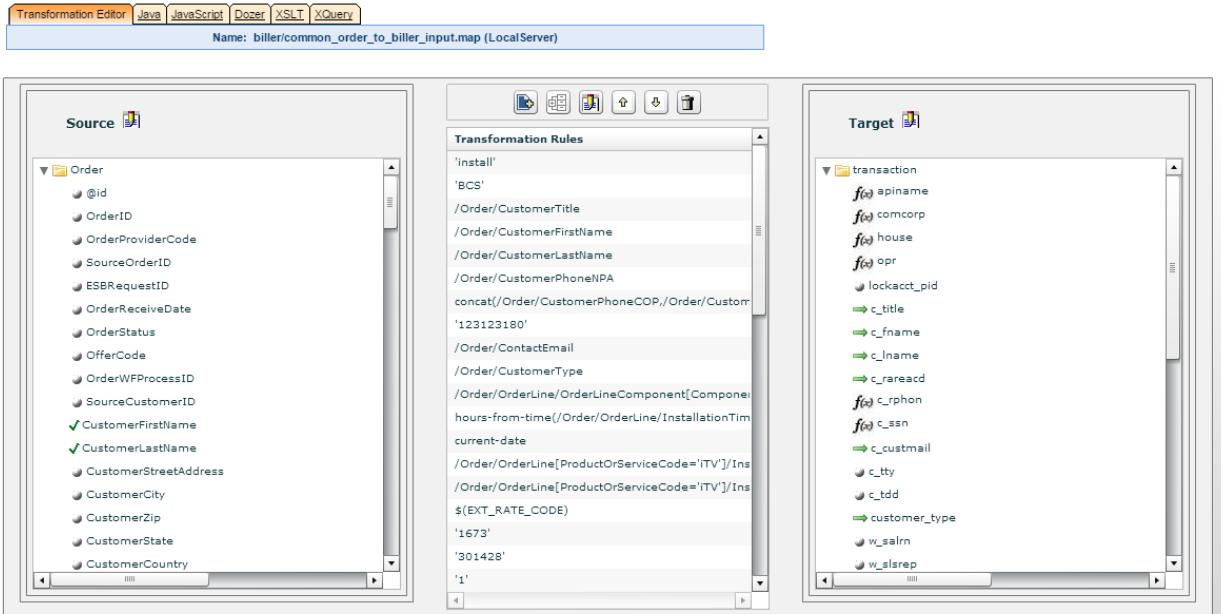 Transformation Editor Java JavaScript Dozer XSLT XQuery
Name: biller/common_order_to_biller_input.map (LocalServer)
Source
Order
@id
OrderID
OrderProviderCode
SourceOrderID
ESBRequestID
OrderReceiveDate
OrderStatus
OfferCode
OrderWFProcessID
SourceCustomerID
CustomerFirstName
CustomerLastName
CustomerStreetAddress
CustomerCity
CustomerZip
CustomerState
CustomerCountry
Transformation Rules
'install'
'BCS'
/Order/CustomerTitle
/Order/CustomerFirstName
/Order/CustomerLastName
/Order/CustomerPhoneNPA
concat(/Order/CustomerPhoneCOP,/Order/Custom
'123123180'
/Order/ContactEmail
/Order/CustomerType
/Order/OrderLine/OrderLineComponent[Compone
hours-from-time(/Order/OrderLine/InstallationTim
current-date
/Order/OrderLine[ProductOrServiceCode='iTV']/Ins
/Order/OrderLine[ProductOrServiceCode='iTV']/Ins
$(EXT_RATE_CODE)
'1673'
'301428'
'1'
Target
transaction
f(x) apiname
f(x) comcorp
f(x) house
f(x) opr
lockacct_pid
c_title
c_fname
c_lname
c_rareacd
f(x) c_rphon
f(x) c_ssn
c_custmail
c_tty
c_tdd
customer_type
w_salrn
w_slsrep